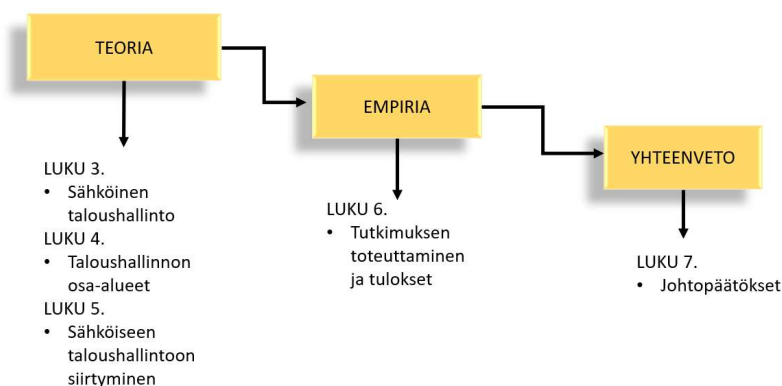 TEORIA
LUKU 3.
• Sähköinen
taloushallinto
LUKU 4.
• Taloushallinnon
osa-alueet
LUKU 5.
• Sähköiseen
taloushallintoon
siirtyminen
EMPIRIA
LUKU 6.
• Tutkimuksen
toteuttaminen
ja tulokset
YHTEENVETO
LUKU 7.
• Johtopäätökset